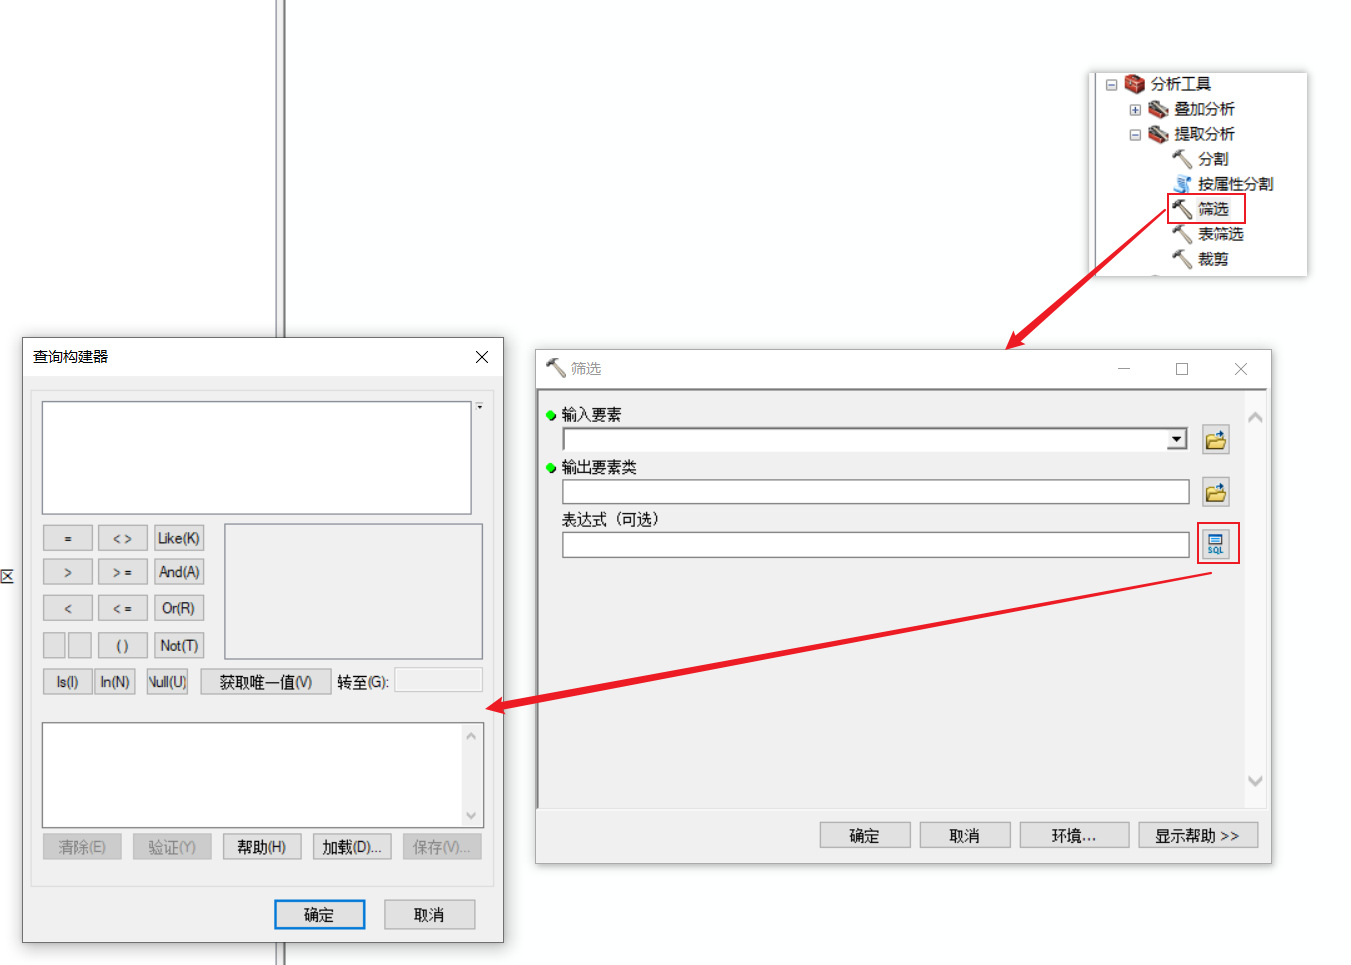 分析工具
叠加分析
提取分析
分割
按属性分割
筛选
表筛选
裁剪
查询构建器
= < > Like(K)
> > = And(A)
< < = Or(R)
( ) Not(T)
Is(I) In(N) Null(U) 获取唯一值(V) 转至(G):
清除(E) 验证(Y) 帮助(H) 加载(D)... 保存(V)...
确定 取消
筛选
输入要素
输出要素类
表达式（可选）
SQL
确定 取消 环境... 显示帮助 >>
区